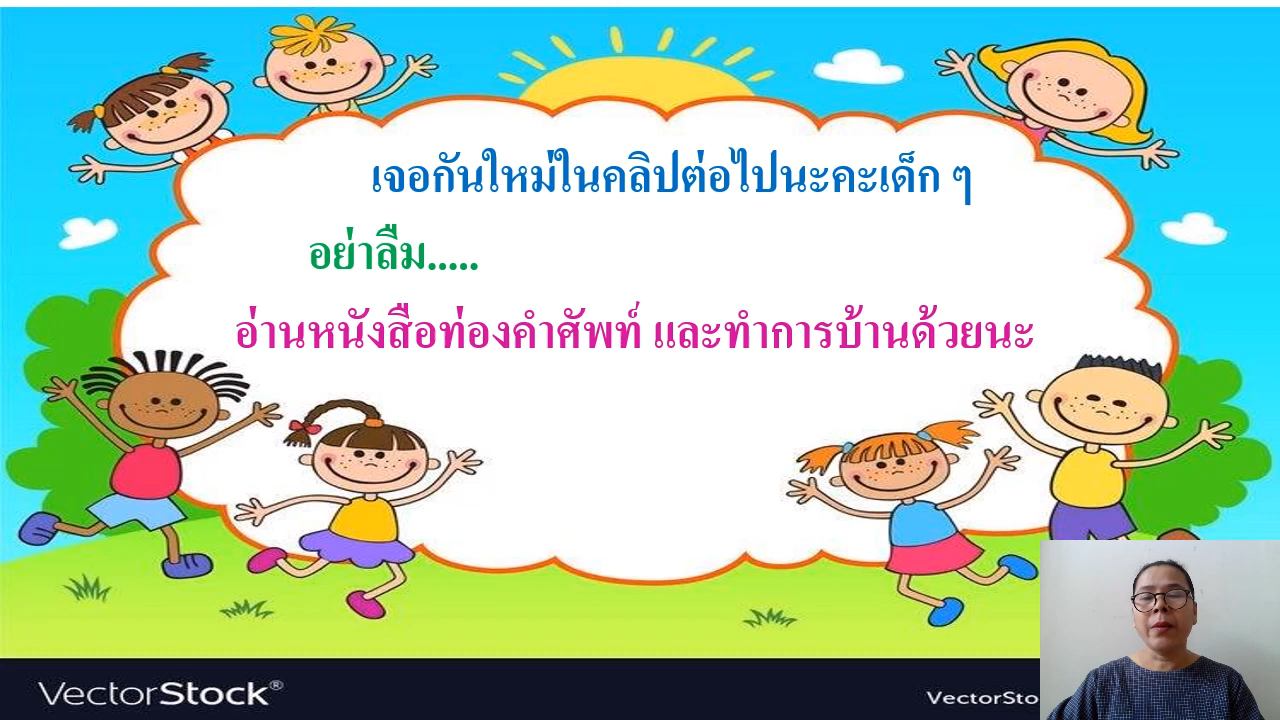 เจอกันใหม่ในคลิปต่อไปนะคะเด็ก ๆ
อย่าลืม.....
อ่านหนังสือท่องคำศัพท์ และทำการบ้านด้วยนะ
VectorStock®
VectorSto